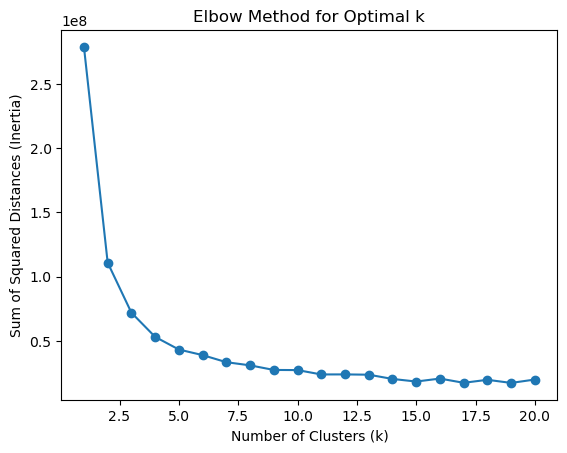 Elbow Method for Optimal k
1e8
2.5
2.0
1.5
1.0
0.5
Sum of Squared Distances (Inertia)
2.5 5.0 7.5 10.0 12.5 15.0 17.5 20.0
Number of Clusters (k)